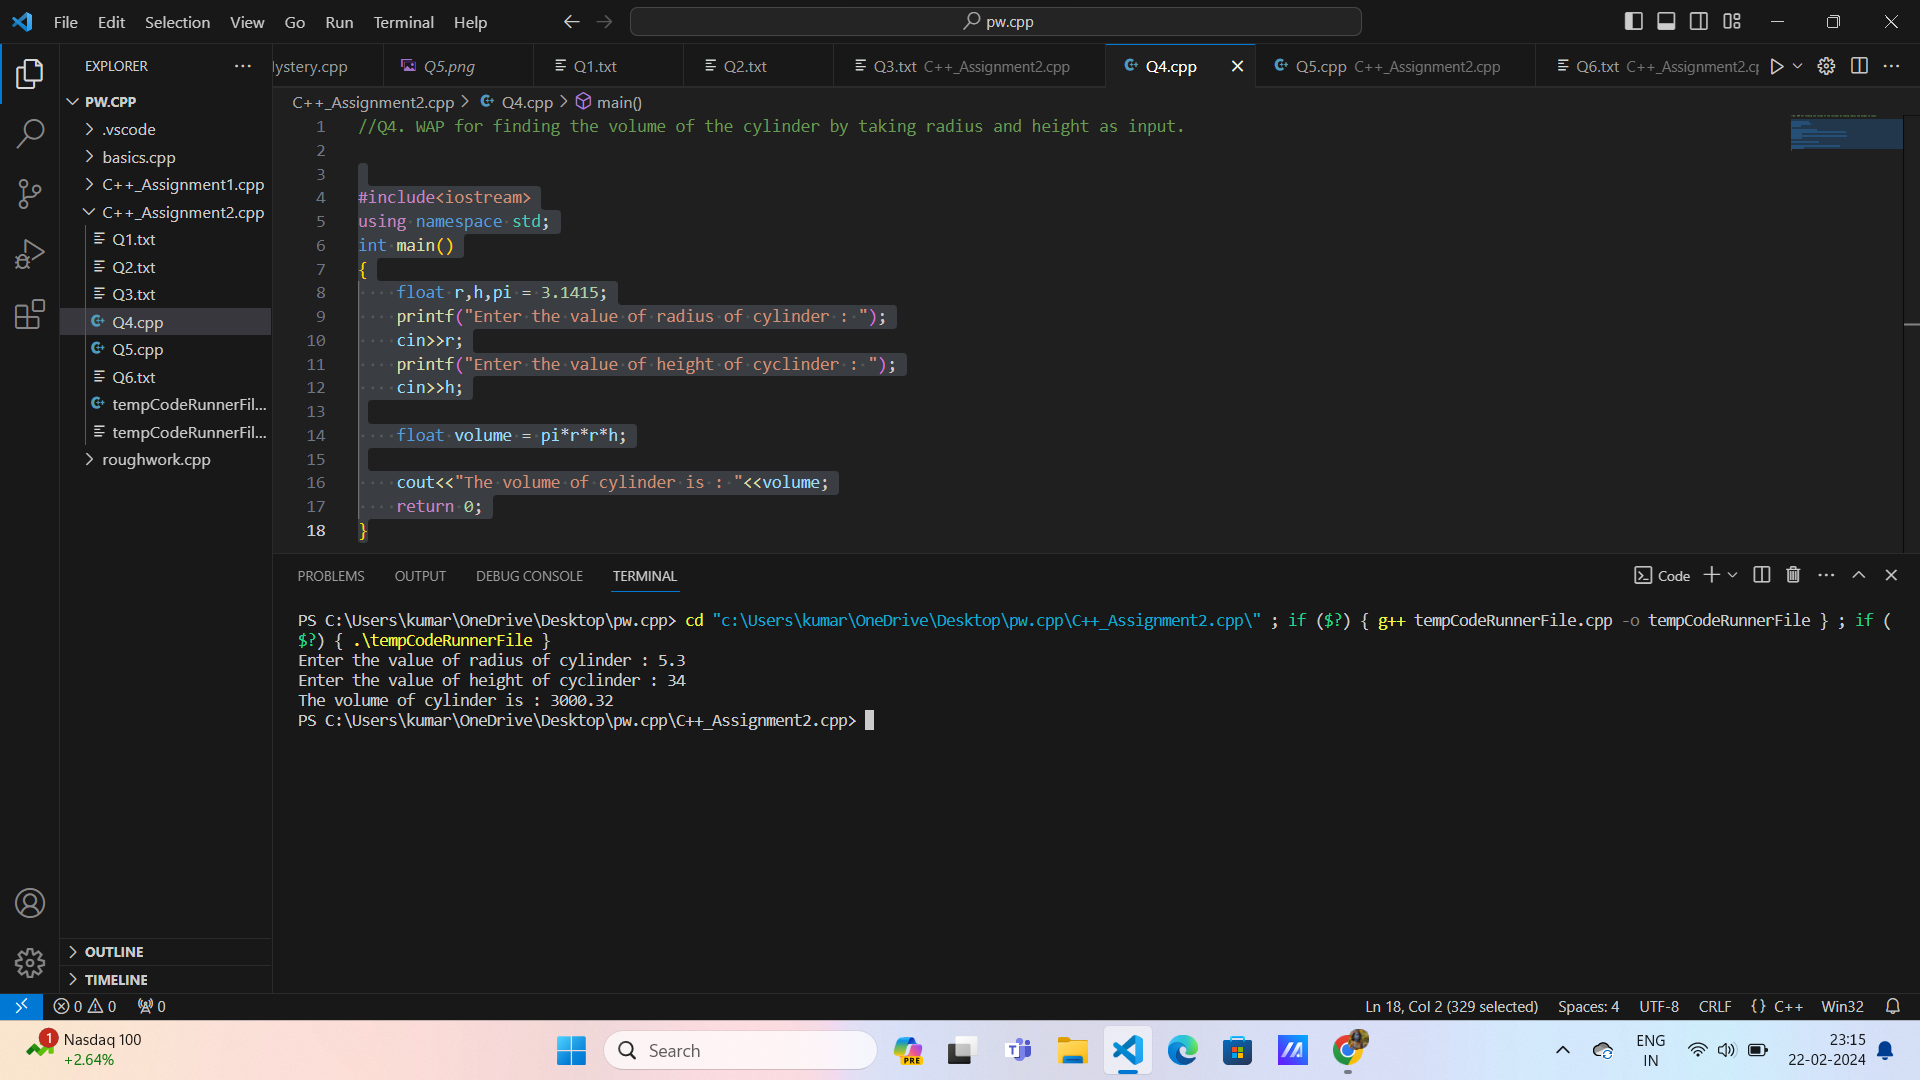 File Edit Selection View Go Run Terminal Help
pw.cpp
EXPLORER
ystery.cpp
Q5.png
Q1.txt
Q2.txt
Q3.txt C++_Assignment2.cpp
Q4.cpp
Q5.cpp C++_Assignment2.cpp
Q6.txt C++_Assignment2.cp
PW.CPP
.vscode
basics.cpp
C++_Assignment1.cpp
C++_Assignment2.cpp
Q1.txt
Q2.txt
Q3.txt
Q4.cpp
Q5.cpp
Q6.txt
tempCodeRunnerFil...
tempCodeRunnerFil...
roughwork.cpp
OUTLINE
TIMELINE
C++_Assignment2.cpp > Q4.cpp > main()
1 //Q4. WAP for finding the volume of the cylinder by taking radius and height as input.
2
3
4 #include<iostream>
5 using namespace std;
6 int main()
7 {
8 float r,h,pi = 3.1415;
9 printf("Enter the value of radius of cylinder : ");
10 cin>>r;
11 printf("Enter the value of height of cyclinder : ");
12 cin>>h;
13
14 float volume = pi*r*r*h;
15
16 cout<<"The volume of cylinder is : "<<volume;
17 return 0;
18 }
PROBLEMS OUTPUT DEBUG CONSOLE TERMINAL
Code
PS C:\Users\kumar\OneDrive\Desktop\pw.cpp> cd "c:\Users\kumar\OneDrive\Desktop\pw.cpp\C++_Assignment2.cpp\" ; if ($?) { g++ tempCodeRunnerFile.cpp -o tempCodeRunnerFile } ; if (
$?) { .\tempCodeRunnerFile }
Enter the value of radius of cylinder : 5.3
Enter the value of height of cyclinder : 34
The volume of cylinder is : 3000.32
PS C:\Users\kumar\OneDrive\Desktop\pw.cpp\C++_Assignment2.cpp>
0 0 0
Ln 18, Col 2 (329 selected) Spaces: 4 UTF-8 CRLF {} C++ Win32
1 Nasdaq 100
+2.64%
Search
PRE
ENG
IN
23:15
22-02-2024